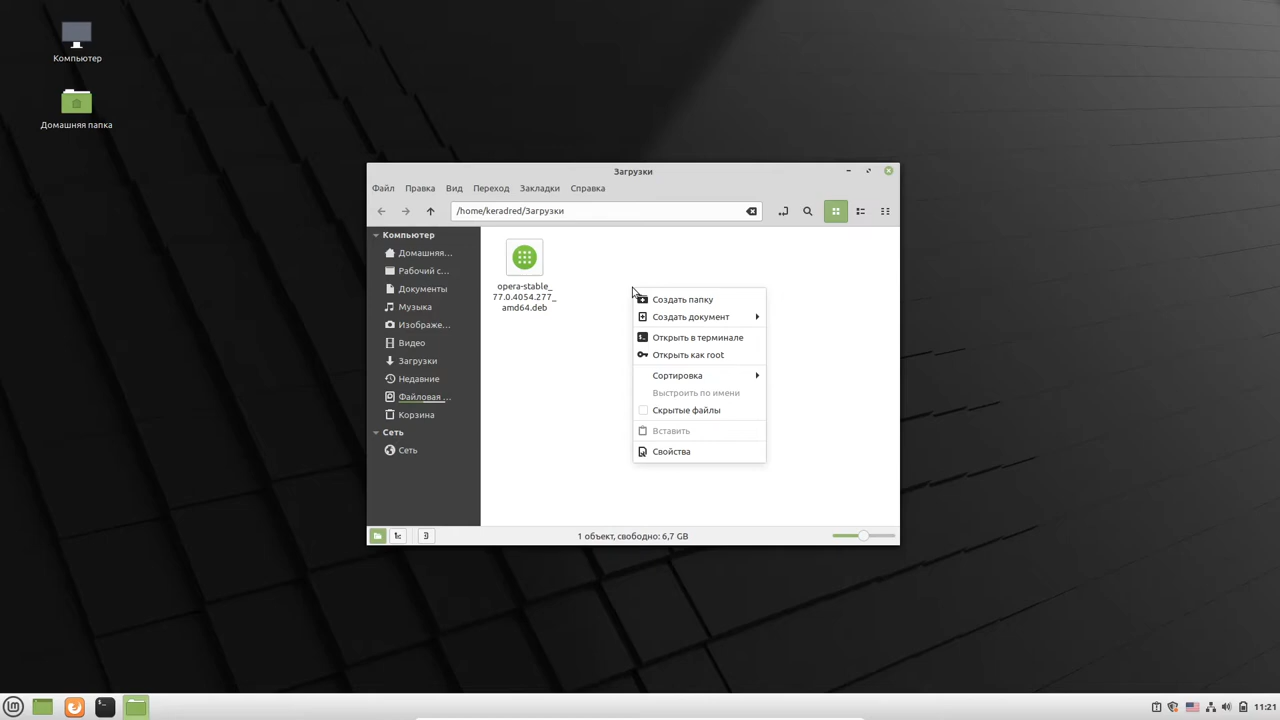 Компьютер
Домашняя папка
Загрузки
Файл Правка Вид Переход Закладки Справка
/home/keradred/Загрузки
Компьютер
Домашняя...
Рабочий с...
Документы
Музыка
Изображе...
Видео
Загрузки
Недавние
Файловая ...
Корзина
Сеть
Сеть
opera-stable_
77.0.4054.277_
amd64.deb
Создать папку
Создать документ
Открыть в терминале
Открыть как root
Сортировка
Выстроить по имени
Скрытые файлы
Вставить
Свойства
1 объект, свободно: 6,7 GB
11:21